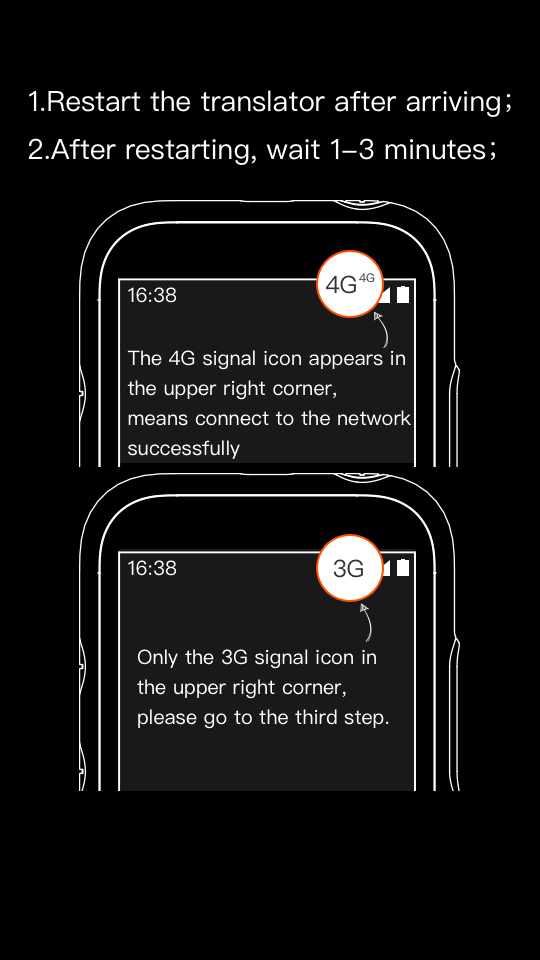 1.Restart the translator after arriving;
2.After restarting, wait 1–3 minutes;
4G 4G
16:38
The 4G signal icon appears in
the upper right corner,
means connect to the network
successfully
3G
16:38
Only the 3G signal icon in
the upper right corner,
please go to the third step.